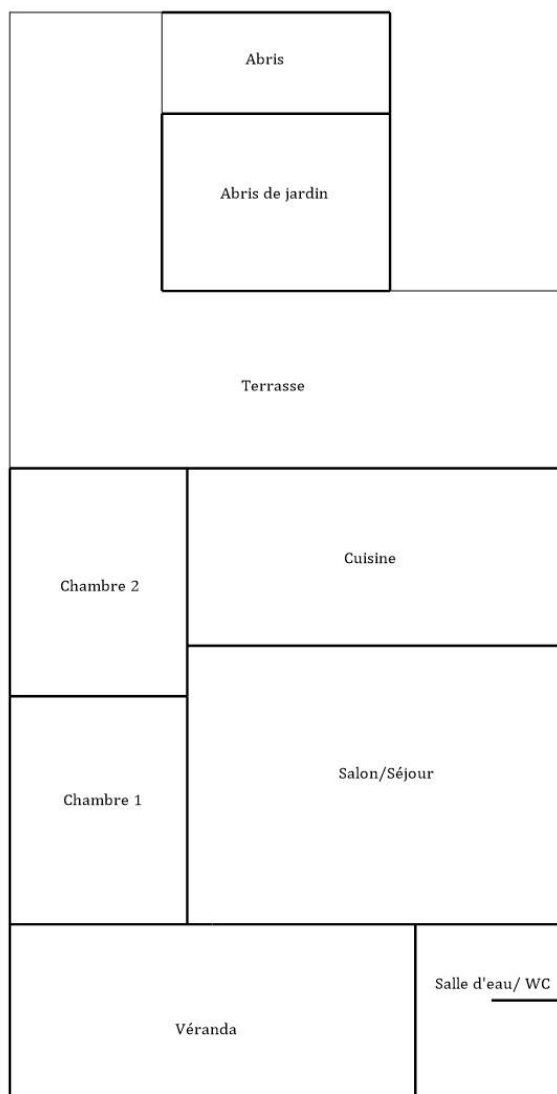 Abris
Abris de jardin
Terrasse
Cuisine
Chambre 2
Salon/Séjour
Chambre 1
Salle d'eau/ WC
Véranda